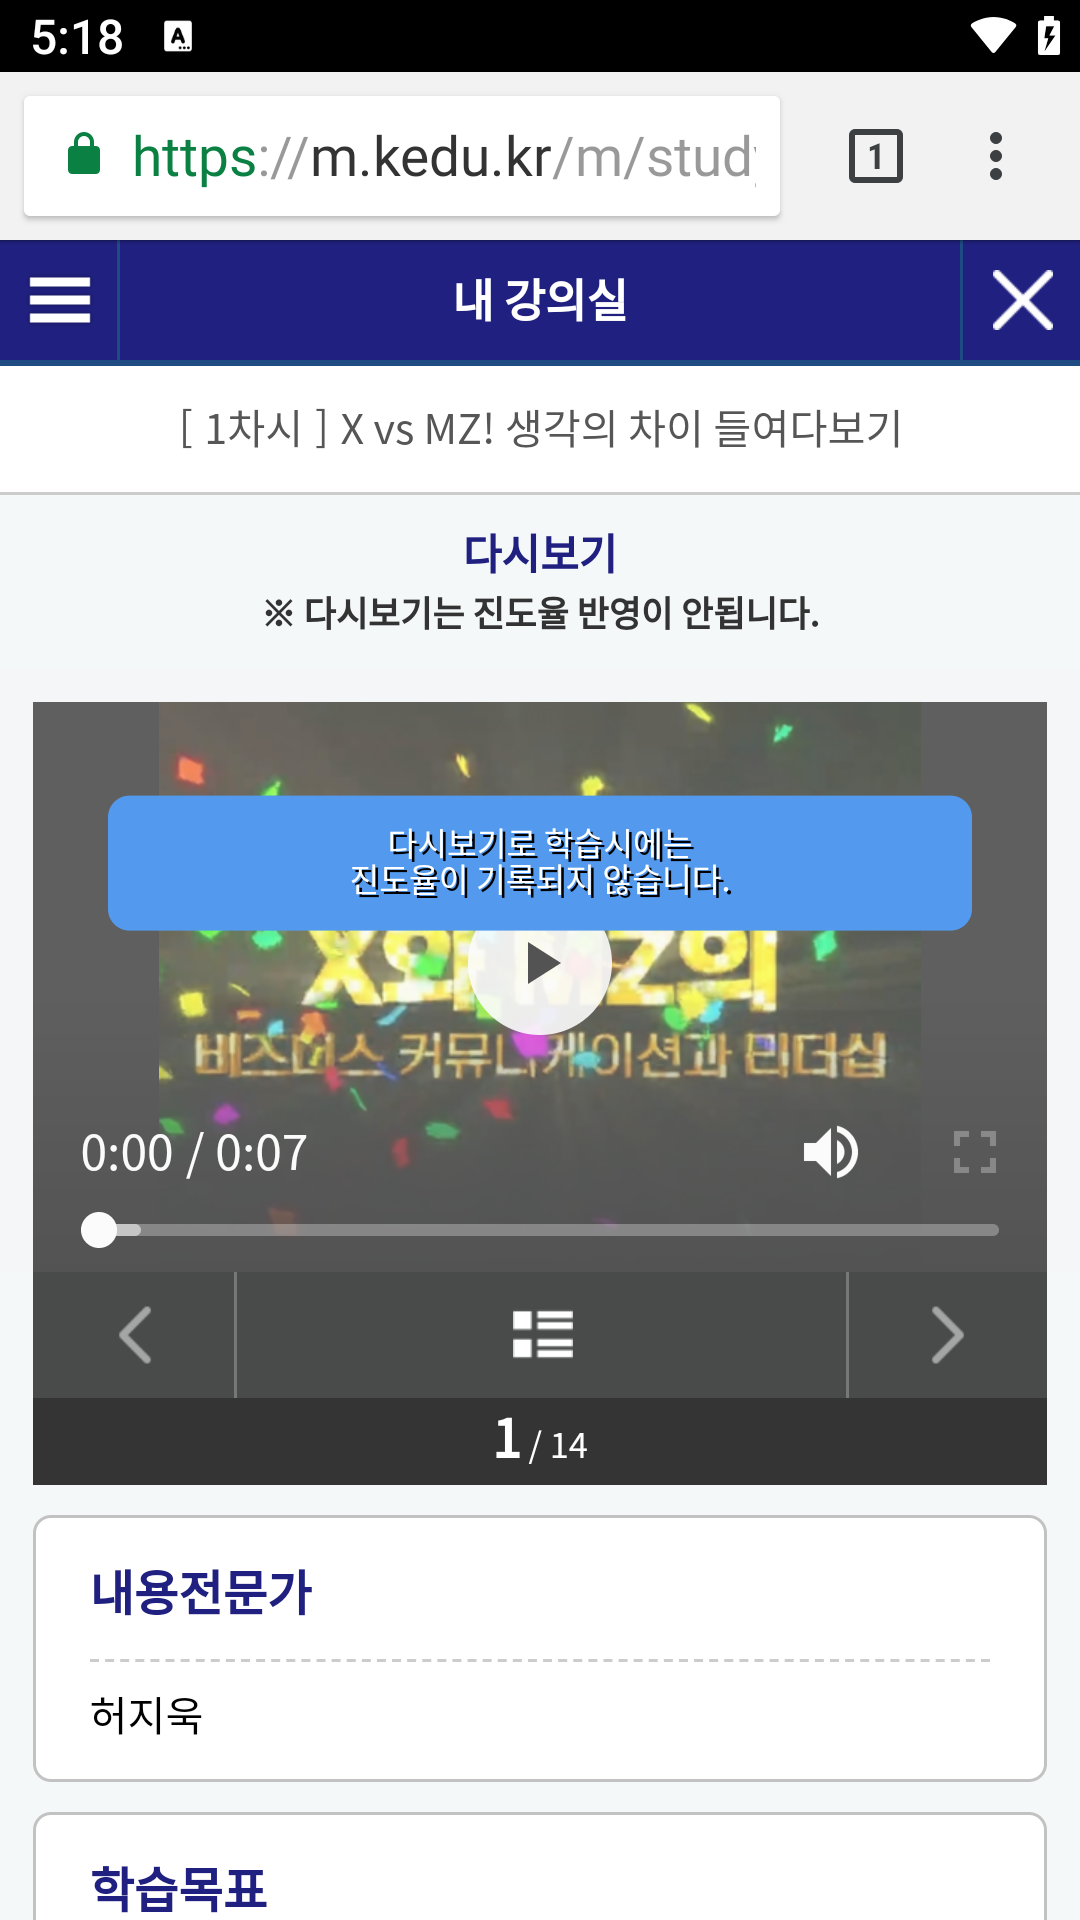 5:18
https://m.kedu.kr/m/study
1
내 강의실
[ 1차시 ] X vs MZ! 생각의 차이 들여다보기
다시보기
※ 다시보기는 진도율 반영이 안됩니다.
다시보기로 학습시에는
진도율이 기록되지 않습니다.
X와 MZ의
비즈니스 커뮤니케이션과 리더십
0:00 / 0:07
1 / 14
내용전문가
허지욱
학습목표